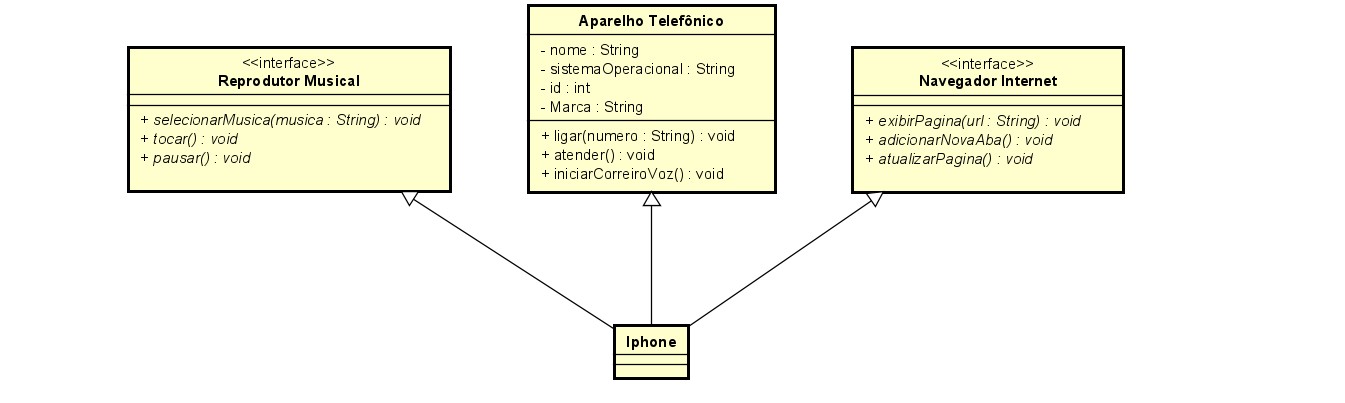 <<interface>>
Reprodutor Musical
+ selecionarMusica(musica : String) : void
+ tocar() : void
+ pausar() : void
Aparelho Telefônico
- nome : String
- sistemaOperacional : String
- id : int
- Marca : String
+ ligar(numero : String) : void
+ atender() : void
+ iniciarCorreiroVoz() : void
<<interface>>
Navegador Internet
+ exibirPagina(url : String) : void
+ adicionarNovaAba() : void
+ atualizarPagina() : void
Iphone